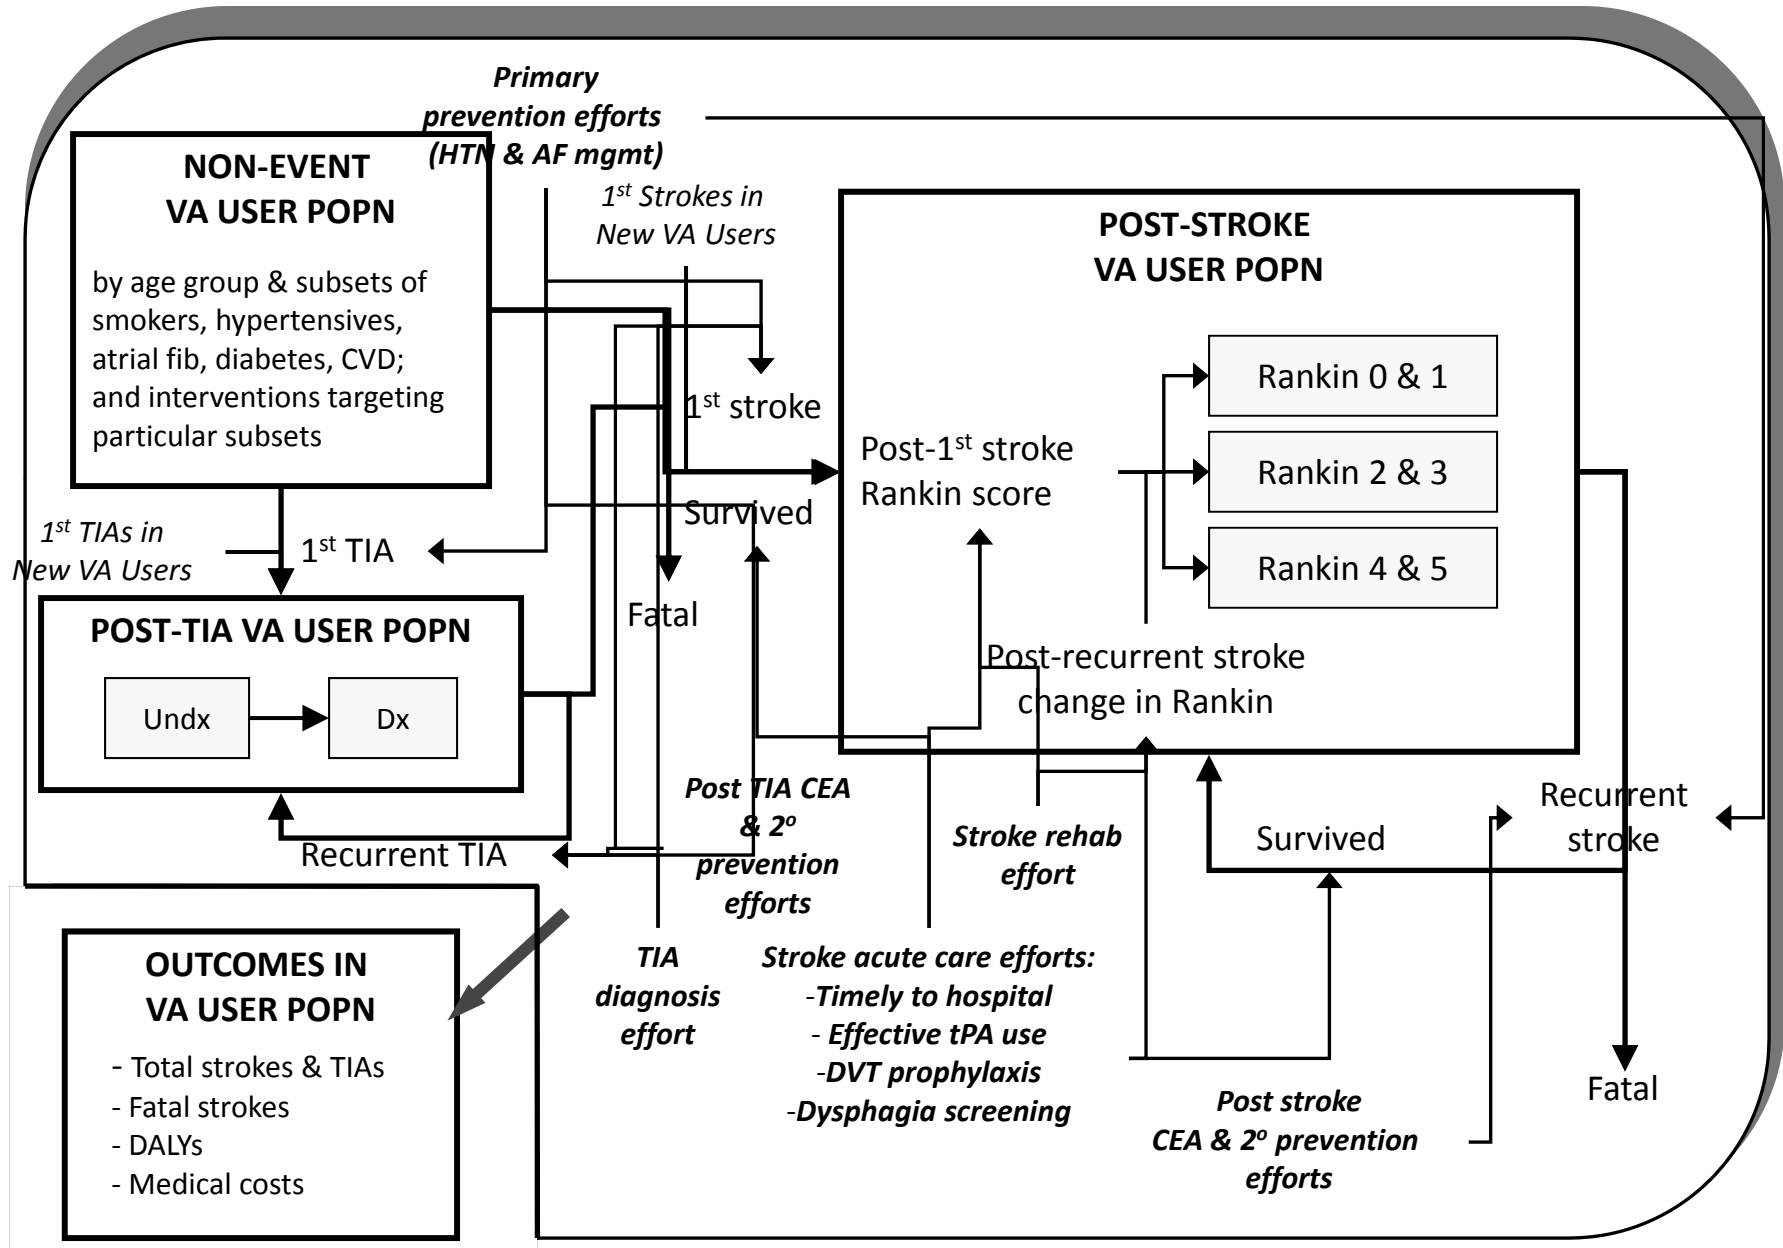 Primary
prevention efforts
(HTN & AF mgmt)
NON-EVENT
VA USER POPN
by age group & subsets of
smokers, hypertensives,
atrial fib, diabetes, CVD;
and interventions targeting
particular subsets
1st Strokes in
New VA Users
POST-STROKE
VA USER POPN
Rankin 0 & 1
Rankin 2 & 3
Rankin 4 & 5
1st stroke
Post-1st stroke
Rankin score
Survived
1st TIAs in
New VA Users
1st TIA
Fatal
POST-TIA VA USER POPN
Undx
Dx
Post-recurrent stroke
change in Rankin
Recurrent TIA
Post TIA CEA
& 2º
prevention
efforts
Stroke rehab
effort
Survived
Recurrent
stroke
OUTCOMES IN
VA USER POPN
- Total strokes & TIAs
- Fatal strokes
- DALYs
- Medical costs
TIA
diagnosis
effort
Stroke acute care efforts:
-Timely to hospital
- Effective tPA use
-DVT prophylaxis
-Dysphagia screening
Post stroke
CEA & 2º prevention
efforts
Fatal